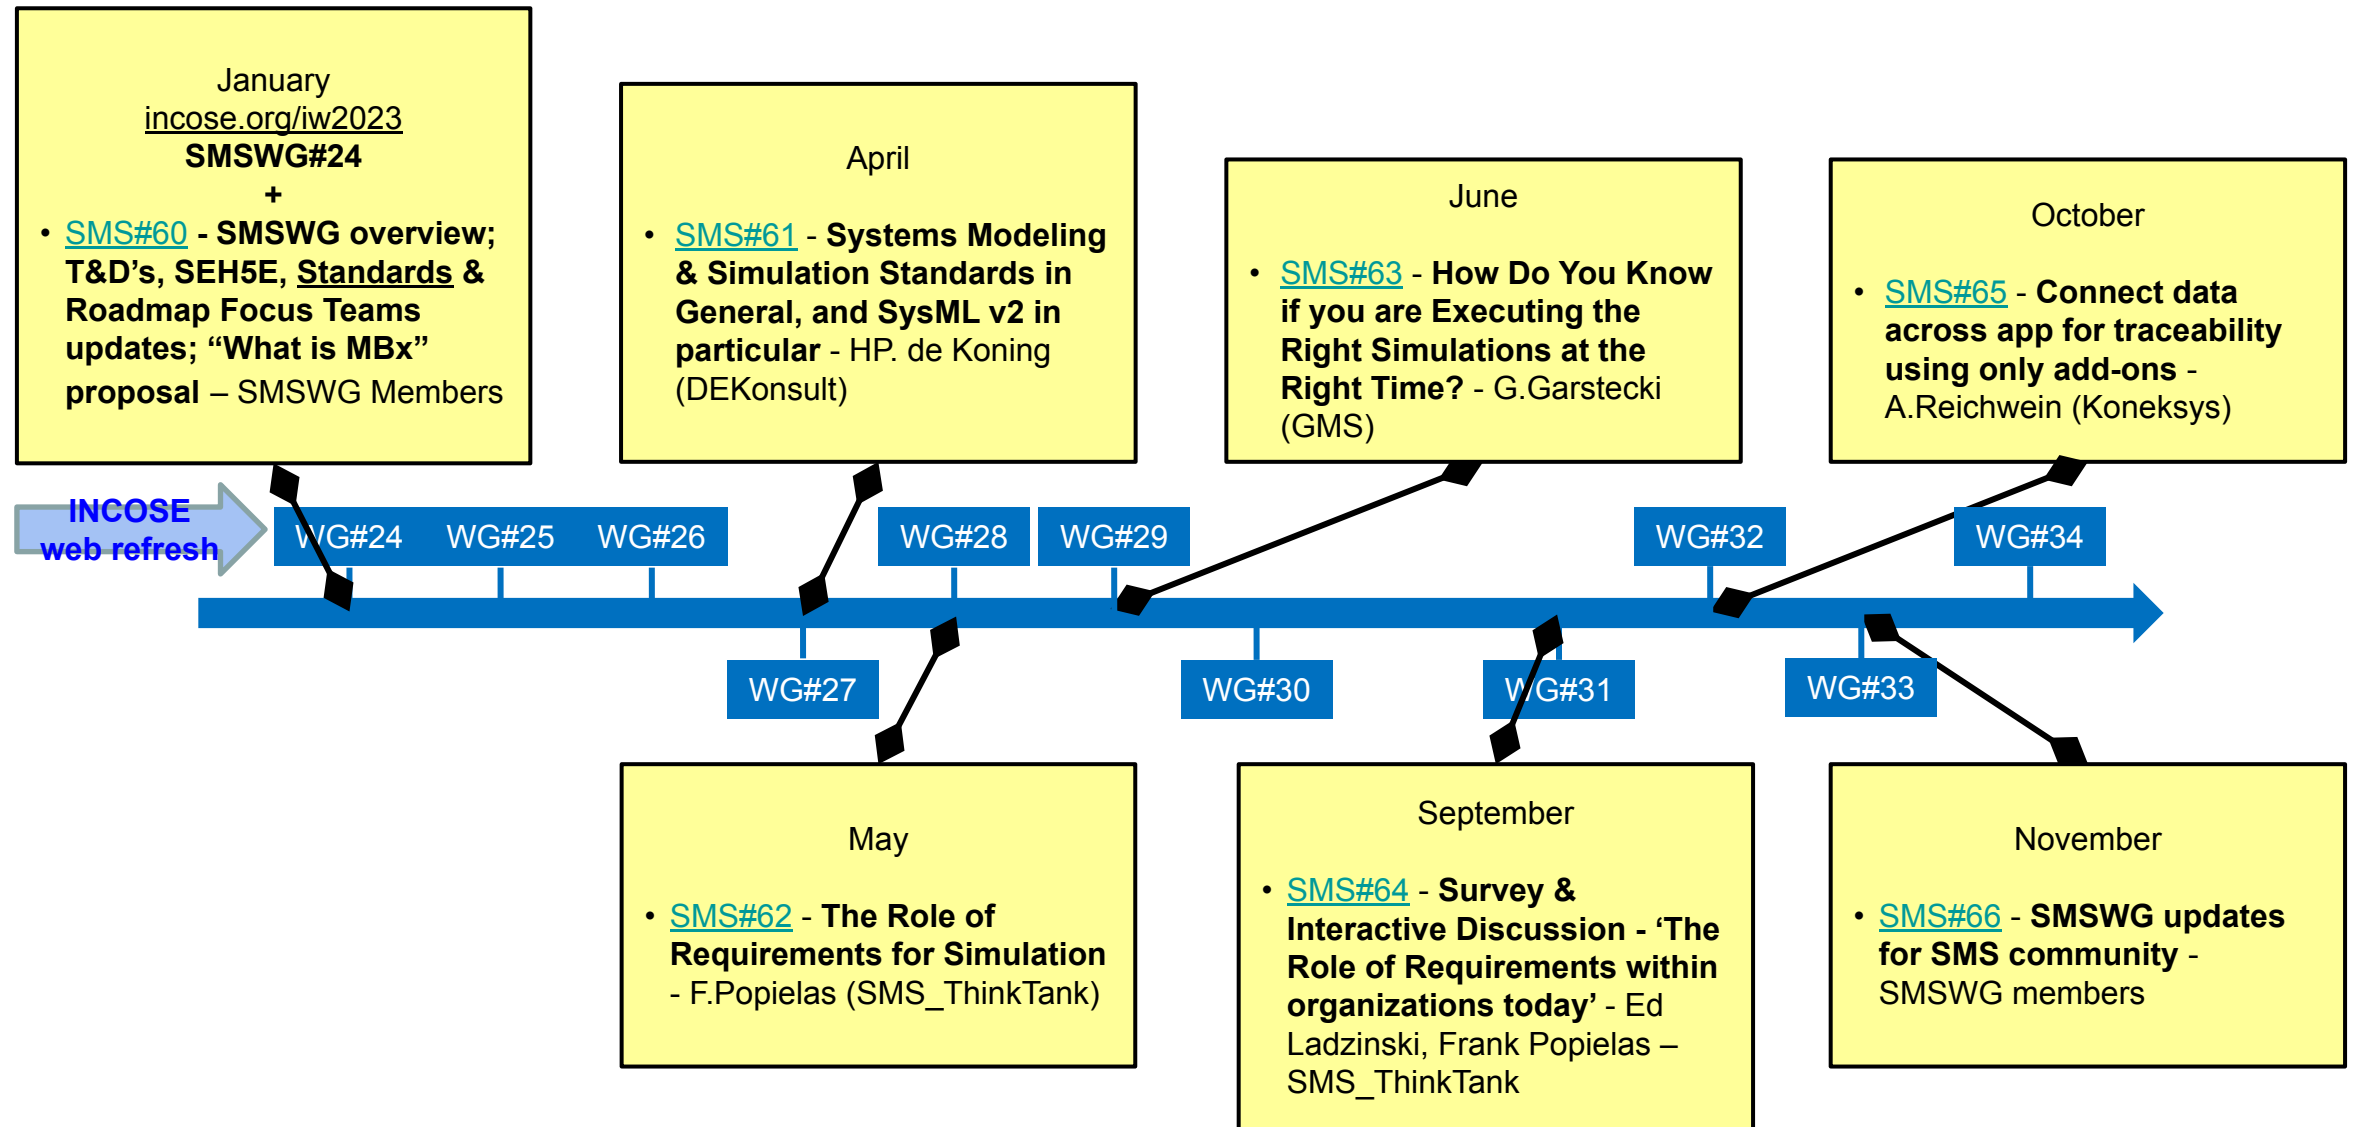 January
incose.org/iw2023
SMSWG#24
+
• SMS#60 - SMSWG overview;
T&D's, SEH5E, Standards &
Roadmap Focus Teams
updates; “What is MBx”
proposal – SMSWG Members
April
• SMS#61 - Systems Modeling
& Simulation Standards in
General, and SysML v2 in
particular - HP. de Koning
(DEKonsult)
June
• SMS#63 - How Do You Know
if you are Executing the
Right Simulations at the
Right Time? - G.Garstecki
(GMS)
October
• SMS#65 - Connect data
across app for traceability
using only add-ons -
A.Reichwein (Koneksys)
INCOSE
web refresh
WG#24
WG#25
WG#26
WG#28
WG#29
WG#32
WG#34
WG#27
WG#30
WG#31
WG#33
May
• SMS#62 - The Role of
Requirements for Simulation
- F.Popielas (SMS_ThinkTank)
September
• SMS#64 - Survey &
Interactive Discussion - ‘The
Role of Requirements within
organizations today’ - Ed
Ladzinski, Frank Popielas –
SMS_ThinkTank
November
• SMS#66 - SMSWG updates
for SMS community -
SMSWG members